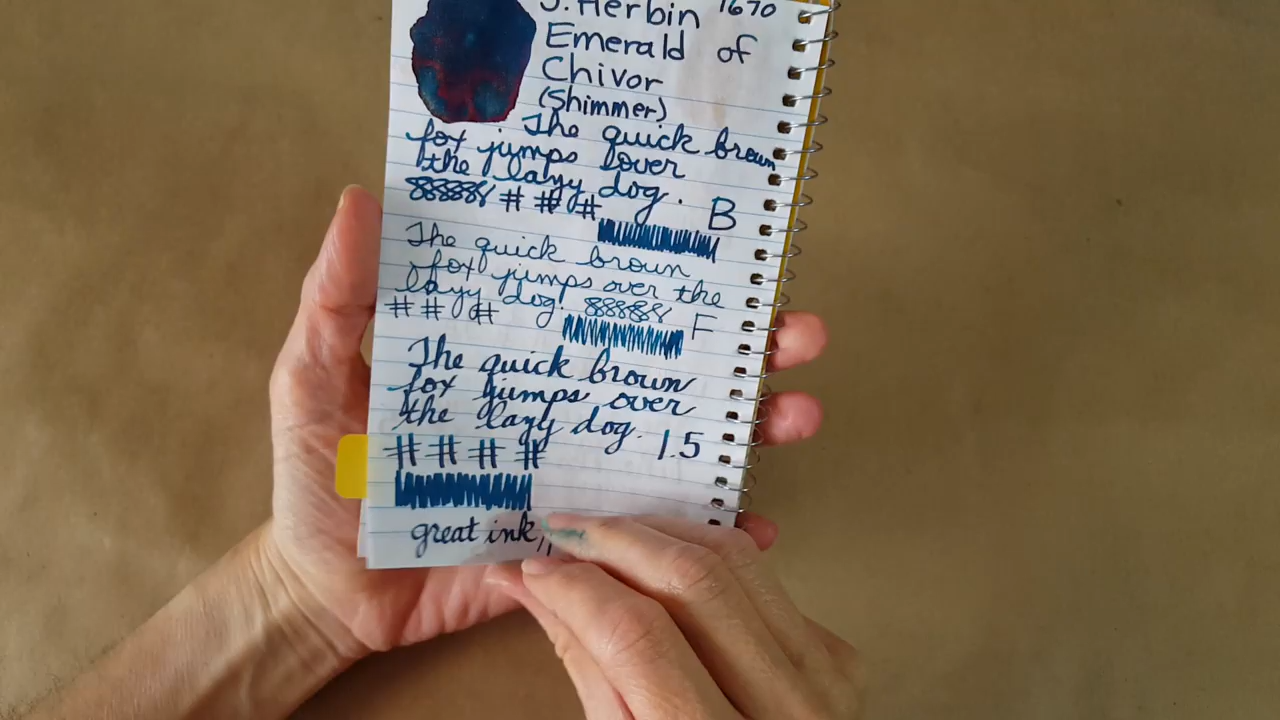 J. Herbin 1670
Emerald of
Chivor
(Shimmer)
The quick brown
fox jumps over
the lazy dog.
888888 # # # B
The quick brown
fox jumps over the
lazy dog. 888888
# # # F
The quick brown
fox jumps over
the lazy dog. 1.5
# # # #
great ink,